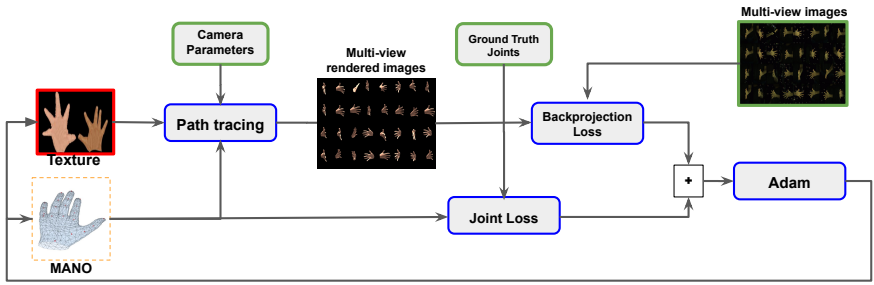 Multi-view images
Camera
Parameters
Ground Truth
Joints
Multi-view
rendered images
Path tracing
Backprojection
Loss
Texture
+
Adam
Joint Loss
MANO